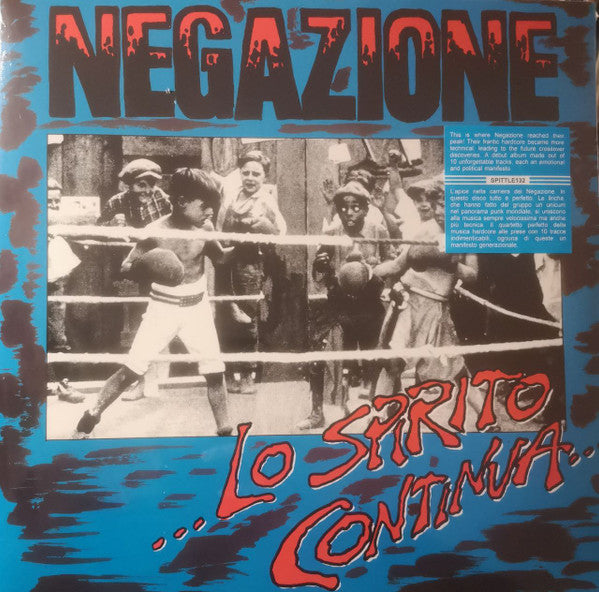 NEGAZIONE
This is where Negazione reached their
peak! Their frantic hardcore became more
technical leading to the future crossover
discoveries. A debut album made out of
10 unforgettable tracks, each an emotional
and political manifesto
SPITTLE132
L'apice nella carriera dei Negazione. In
questo disco tutto è perfetto. Le liriche,
che hanno fatto del gruppo un unicum
nel panorama punk mondiale, si uniscono
alla musica sempre velocissima ma anche
più tecnica. Il quartetto perfetto della
musica hardcore alle prese con 10 tracce
indimenticabili, ognuna di queste un
manifesto generazionale.
...LO SPIRITO
CONTINUA...